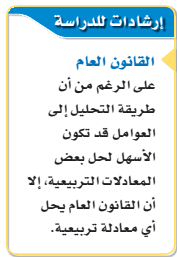 إرشادات للدراسة
القانون العام
على الرغم من أن
طريقة التحليل إلى
العوامل قد تكون
الأسهل لحل بعض
المعادلات التربيعية، إلا
أن القانون العام يحل
أي معادلة تربيعية.